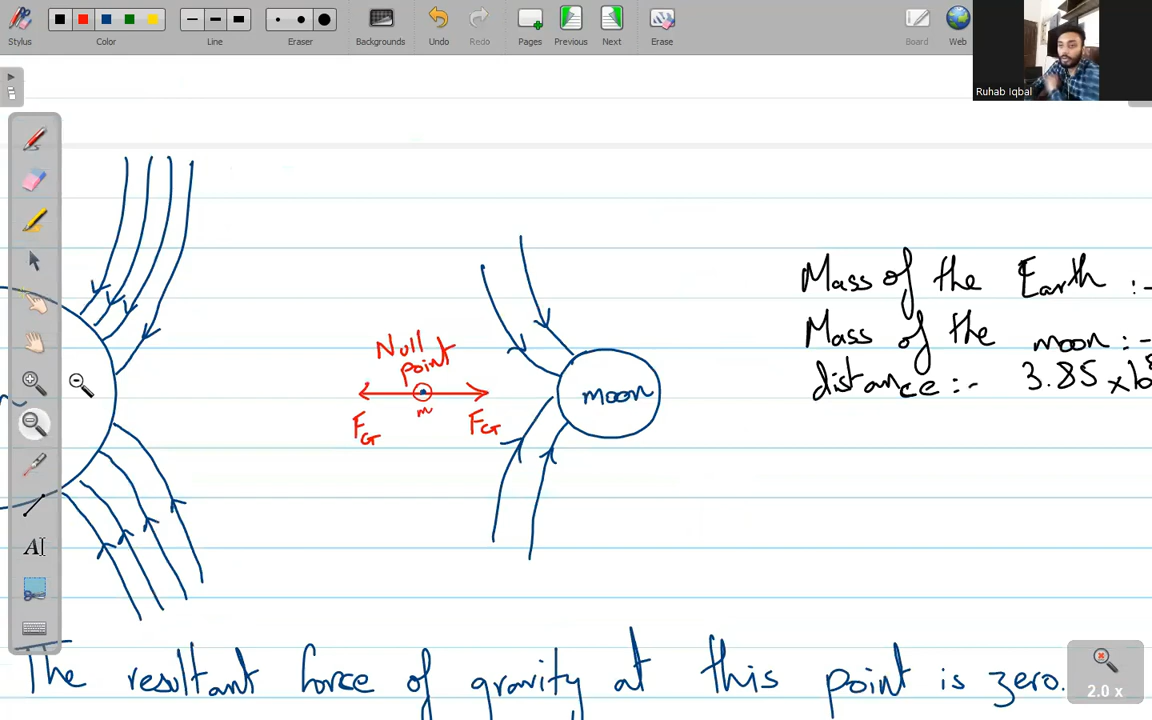 Stylus
Color
Line
Eraser
Backgrounds
Undo
Redo
Pages
Previous
Next
Erase
Board
Web
Ruhab Iqbal
Mass of the Earth :-
Mass of the moon :-
distance :- 3.85 x10
Null
point
m
FG
FG
moon
The resultant force of gravity at this point is zero.
2.0 x